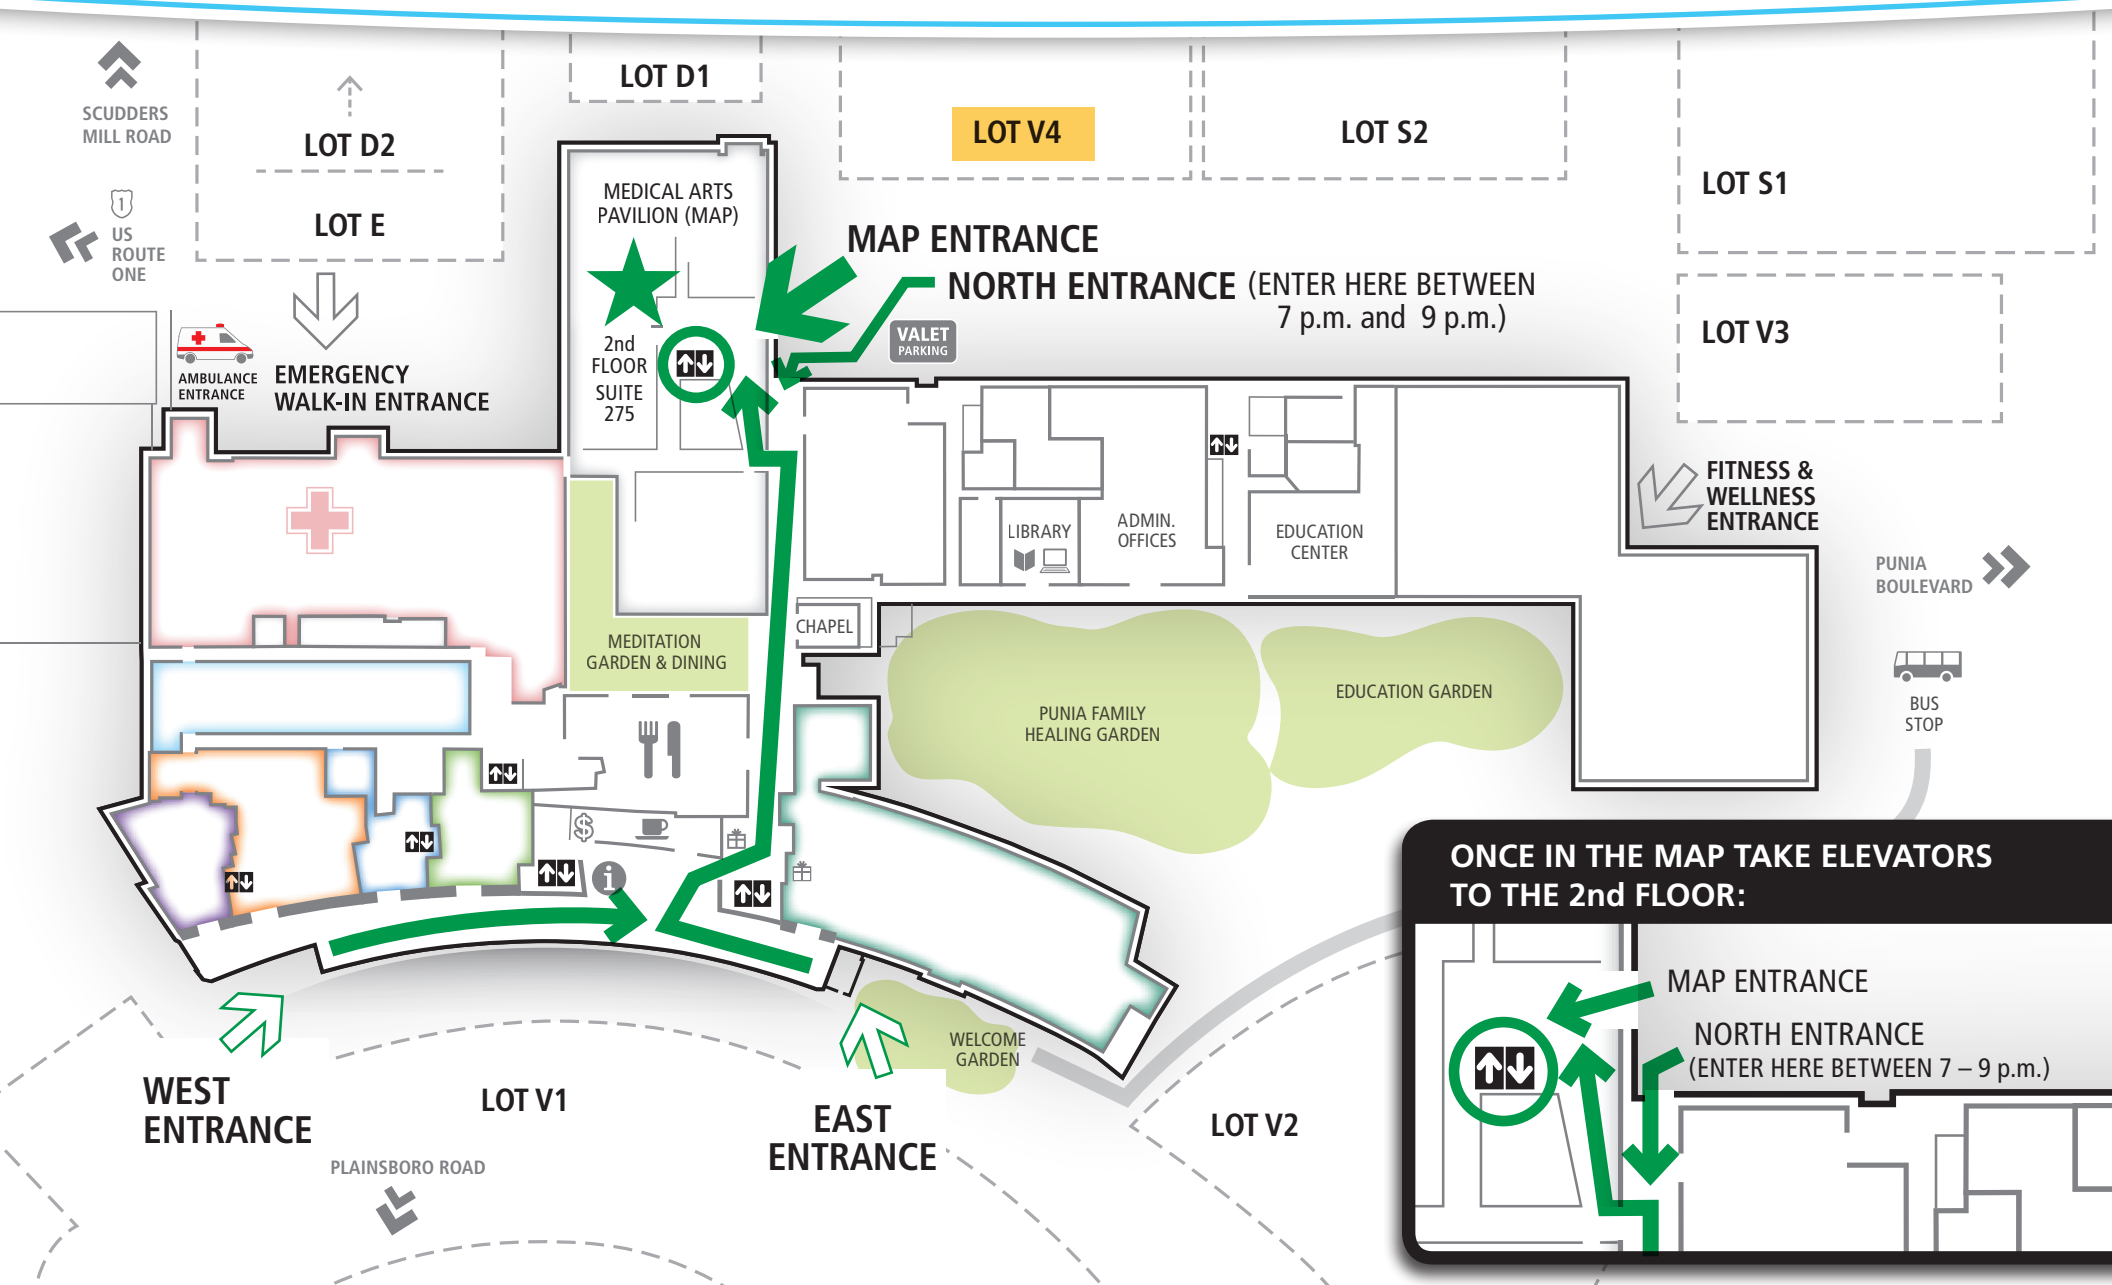 LOT D1
SCUDDERS
MILL ROAD
LOT D2
LOT V4
LOT S2
LOT S1
1
US
ROUTE
ONE
LOT E
MEDICAL ARTS
PAVILION (MAP)
MAP ENTRANCE
NORTH ENTRANCE (ENTER HERE BETWEEN
7 p.m. and 9 p.m.)
VALET
PARKING
LOT V3
2nd
FLOOR
SUITE
275
AMBULANCE
ENTRANCE
EMERGENCY
WALK-IN ENTRANCE
FITNESS &
WELLNESS
ENTRANCE
LIBRARY
ADMIN.
OFFICES
EDUCATION
CENTER
PUNIA
BOULEVARD
CHAPEL
MEDITATION
GARDEN & DINING
PUNIA FAMILY
HEALING GARDEN
EDUCATION GARDEN
BUS
STOP
$
i
WELCOME
GARDEN
WEST
ENTRANCE
LOT V1
EAST
ENTRANCE
LOT V2
PLAINSBORO ROAD
ONCE IN THE MAP TAKE ELEVATORS
TO THE 2nd FLOOR:
MAP ENTRANCE
NORTH ENTRANCE
(ENTER HERE BETWEEN 7 – 9 p.m.)